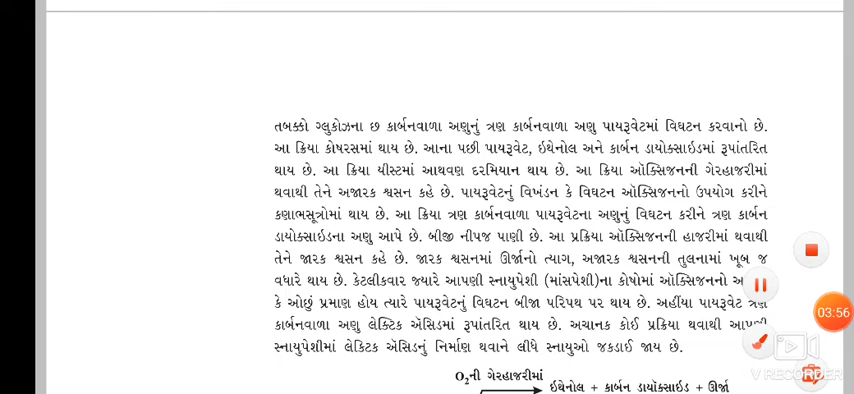 તબક્કો ગ્લુકોઝના છ કાર્બનવાળા અણુનું ત્રણ કાર્બનવાળા અણુ પાયરૂવેટમાં વિઘટન કરવાનો છે.
આ ક્રિયા કોષરસમાં થાય છે. આના પછી પાયરૂવેટ, ઇથેનોલ અને કાર્બન ડાયોક્સાઇડમાં રૂપાંતરિત
થાય છે. આ ક્રિયા યીસ્ટમાં આથવણ દરમિયાન થાય છે. આ ક્રિયા ઑક્સિજનની ગેરહાજરીમાં
થવાથી તેને અજારક શ્વસન કહે છે. પાયરૂવેટનું વિખંડન કે વિઘટન ઑક્સિજનનો ઉપયોગ કરીને
કણાભસૂત્રોમાં થાય છે. આ ક્રિયા ત્રણ કાર્બનવાળા પાયરૂવેટના અણુનું વિઘટન કરીને ત્રણ કાર્બન
ડાયોક્સાઇડના અણુ આપે છે. બીજી નીપજ પાણી છે. આ પ્રક્રિયા ઑક્સિજનની હાજરીમાં થવાથી
તેને જારક શ્વસન કહે છે. જારક શ્વસનમાં ઊર્જાનો ત્યાગ, અજારક શ્વસનની તુલનામાં ખૂબ જ
વધારે થાય છે. કેટલીકવાર જ્યારે આપણી સ્નાયુપેશી (માંસપેશી)ના કોષોમાં ઑક્સિજનનો
કે ઓછું પ્રમાણ હોય ત્યારે પાયરૂવેટનું વિઘટન બીજા પરિપથ પર થાય છે. અહીંયા પાયરૂવેટ ત્રણ
કાર્બનવાળા અણુ લેક્ટિક ઍસિડમાં રૂપાંતરિત થાય છે. અચાનક કોઈ પ્રક્રિયા થવાથી આપણી
સ્નાયુપેશીમાં લેકિટક ઍસિડનું નિર્માણ થવાને લીધે સ્નાયુઓ જકડાઈ જાય છે.
O₂ની ગેરહાજરીમાં
ઇથેનોલ + કાર્બન ડાયૉક્સાઇડ + ઊર્જા
03:56
VRECORDER